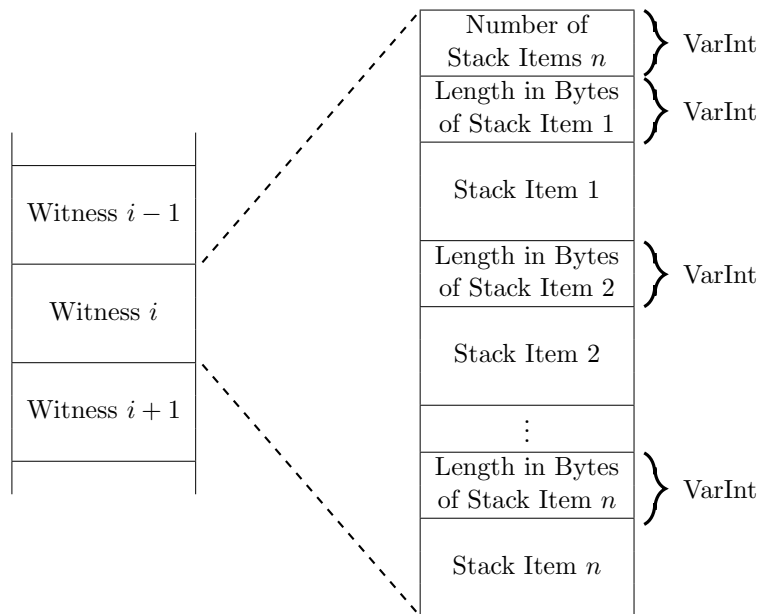 Witness i − 1
Witness i
Witness i + 1
Number of
Stack Items n
VarInt
Length in Bytes
of Stack Item 1
VarInt
Stack Item 1
Length in Bytes
of Stack Item 2
VarInt
Stack Item 2
⋮
Length in Bytes
of Stack Item n
VarInt
Stack Item n